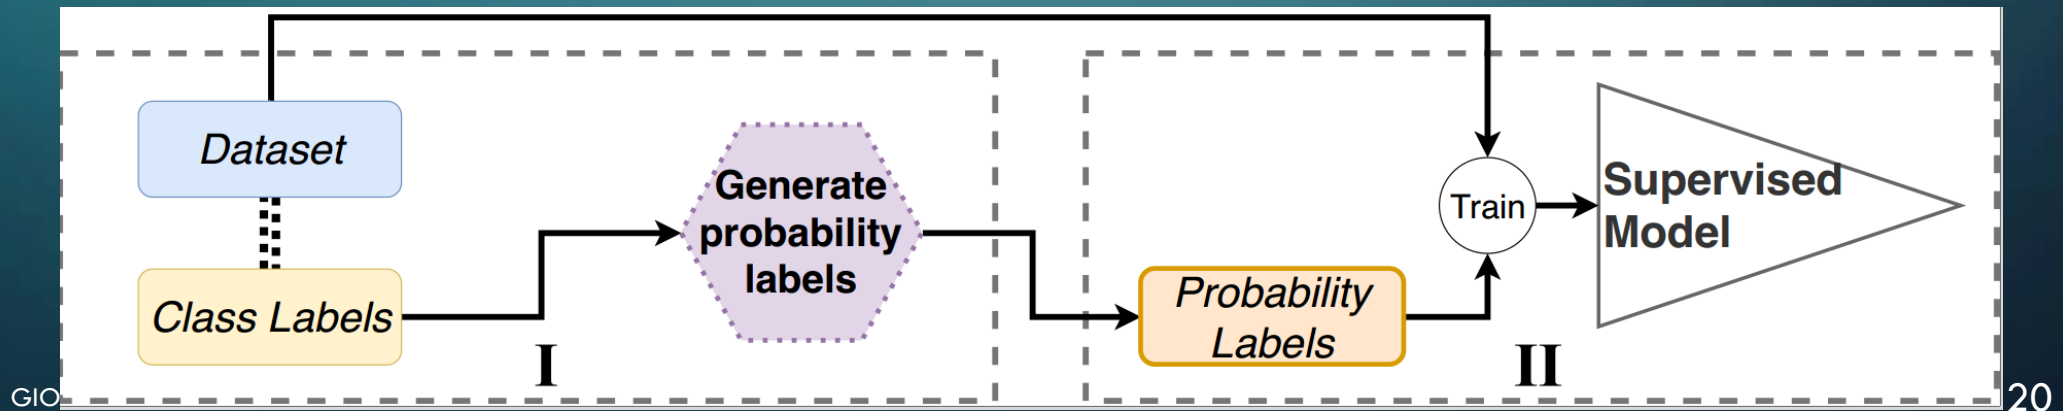 Dataset
Class Labels
I
Generate
probability
labels
Probability
Labels
Train
Supervised
Model
II
GIO
20